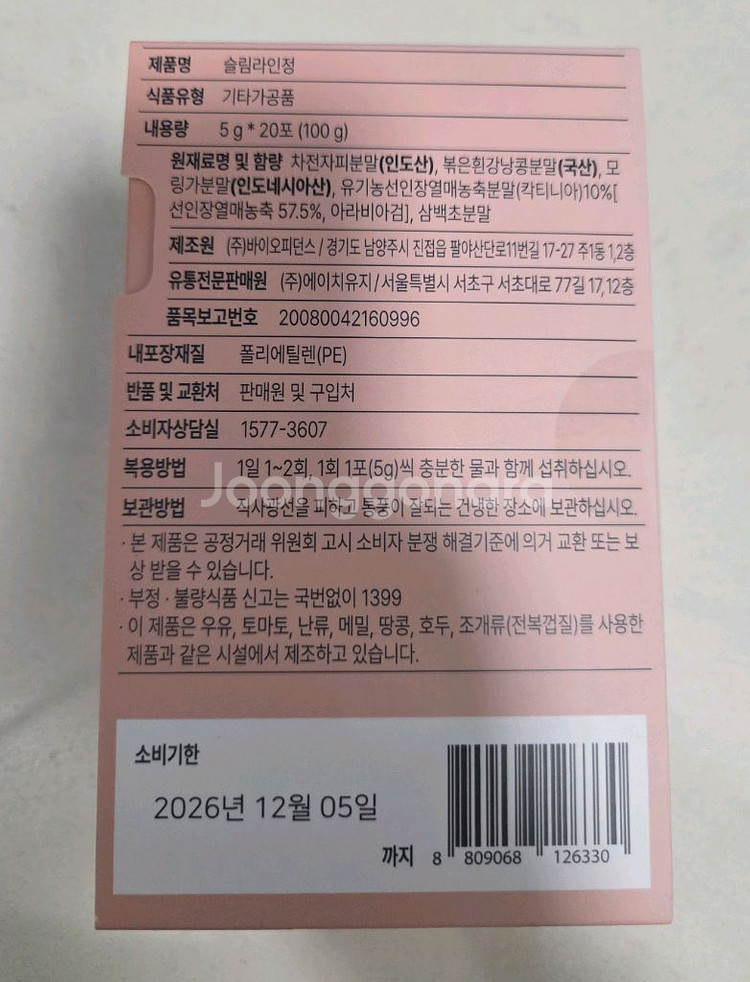 제품명 슬림라인정
식품유형 기타가공품
내용량 5 g * 20포 (100 g)
원재료명 및 함량 차전자피분말(인도산), 볶은흰강낭콩분말(국산), 모
링가분말(인도네시아산), 유기농선인장열매농축분말(칵티니아)10%[
선인장열매농축 57.5%, 아라비아검], 삼백초분말
제조원 (주)바이오피던스 / 경기도 남양주시 진접읍 팔야산단로11번길 17-27 주1동 1,2층
유통전문판매원 (주)에이치유지/서울특별시 서초구 서초대로 77길 17, 12층
품목보고번호 20080042160996
내포장재질 폴리에틸렌(PE)
반품 및 교환처 판매원 및 구입처
소비자상담실 1577-3607
복용방법 1일 1~2회, 1회 1포(5g)씩 충분한 물과 함께 섭취하십시오.
Joonggonara
보관방법 직사광선을 피하고 통풍이 잘되는 건냉한 장소에 보관하십시오.
· 본 제품은 공정거래 위원회 고시 소비자 분쟁 해결기준에 의거 교환 또는 보
상 받을 수 있습니다.
· 부정 · 불량식품 신고는 국번없이 1399
· 이 제품은 우유, 토마토, 난류, 메밀, 땅콩, 호두, 조개류(전복껍질)를 사용한
제품과 같은 시설에서 제조하고 있습니다.
소비기한
2026년 12월 05일
까지
8 809068 126330